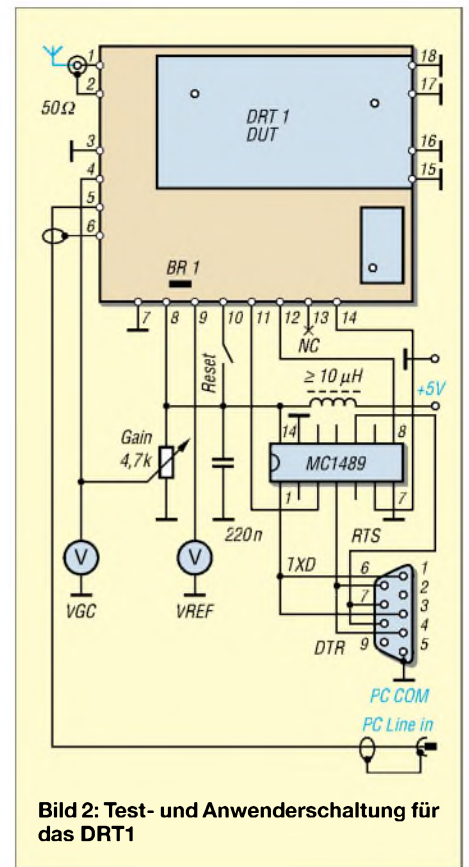 1
2
50Ω
3
4
5
6
DRT 1
DUT
18
17
16
15
BR 1
7 8 9 10 11 12 13 14
NC
Reset
≥ 10 µH
+5V
Gain
4,7k
14 8
MC1489
1 7
220n
V V
VGC VREF
RTS
TXD
DTR
6 1
2
7 3
4
9 5
PC COM
PC Line in
Bild 2: Test- und Anwenderschaltung für
das DRT1